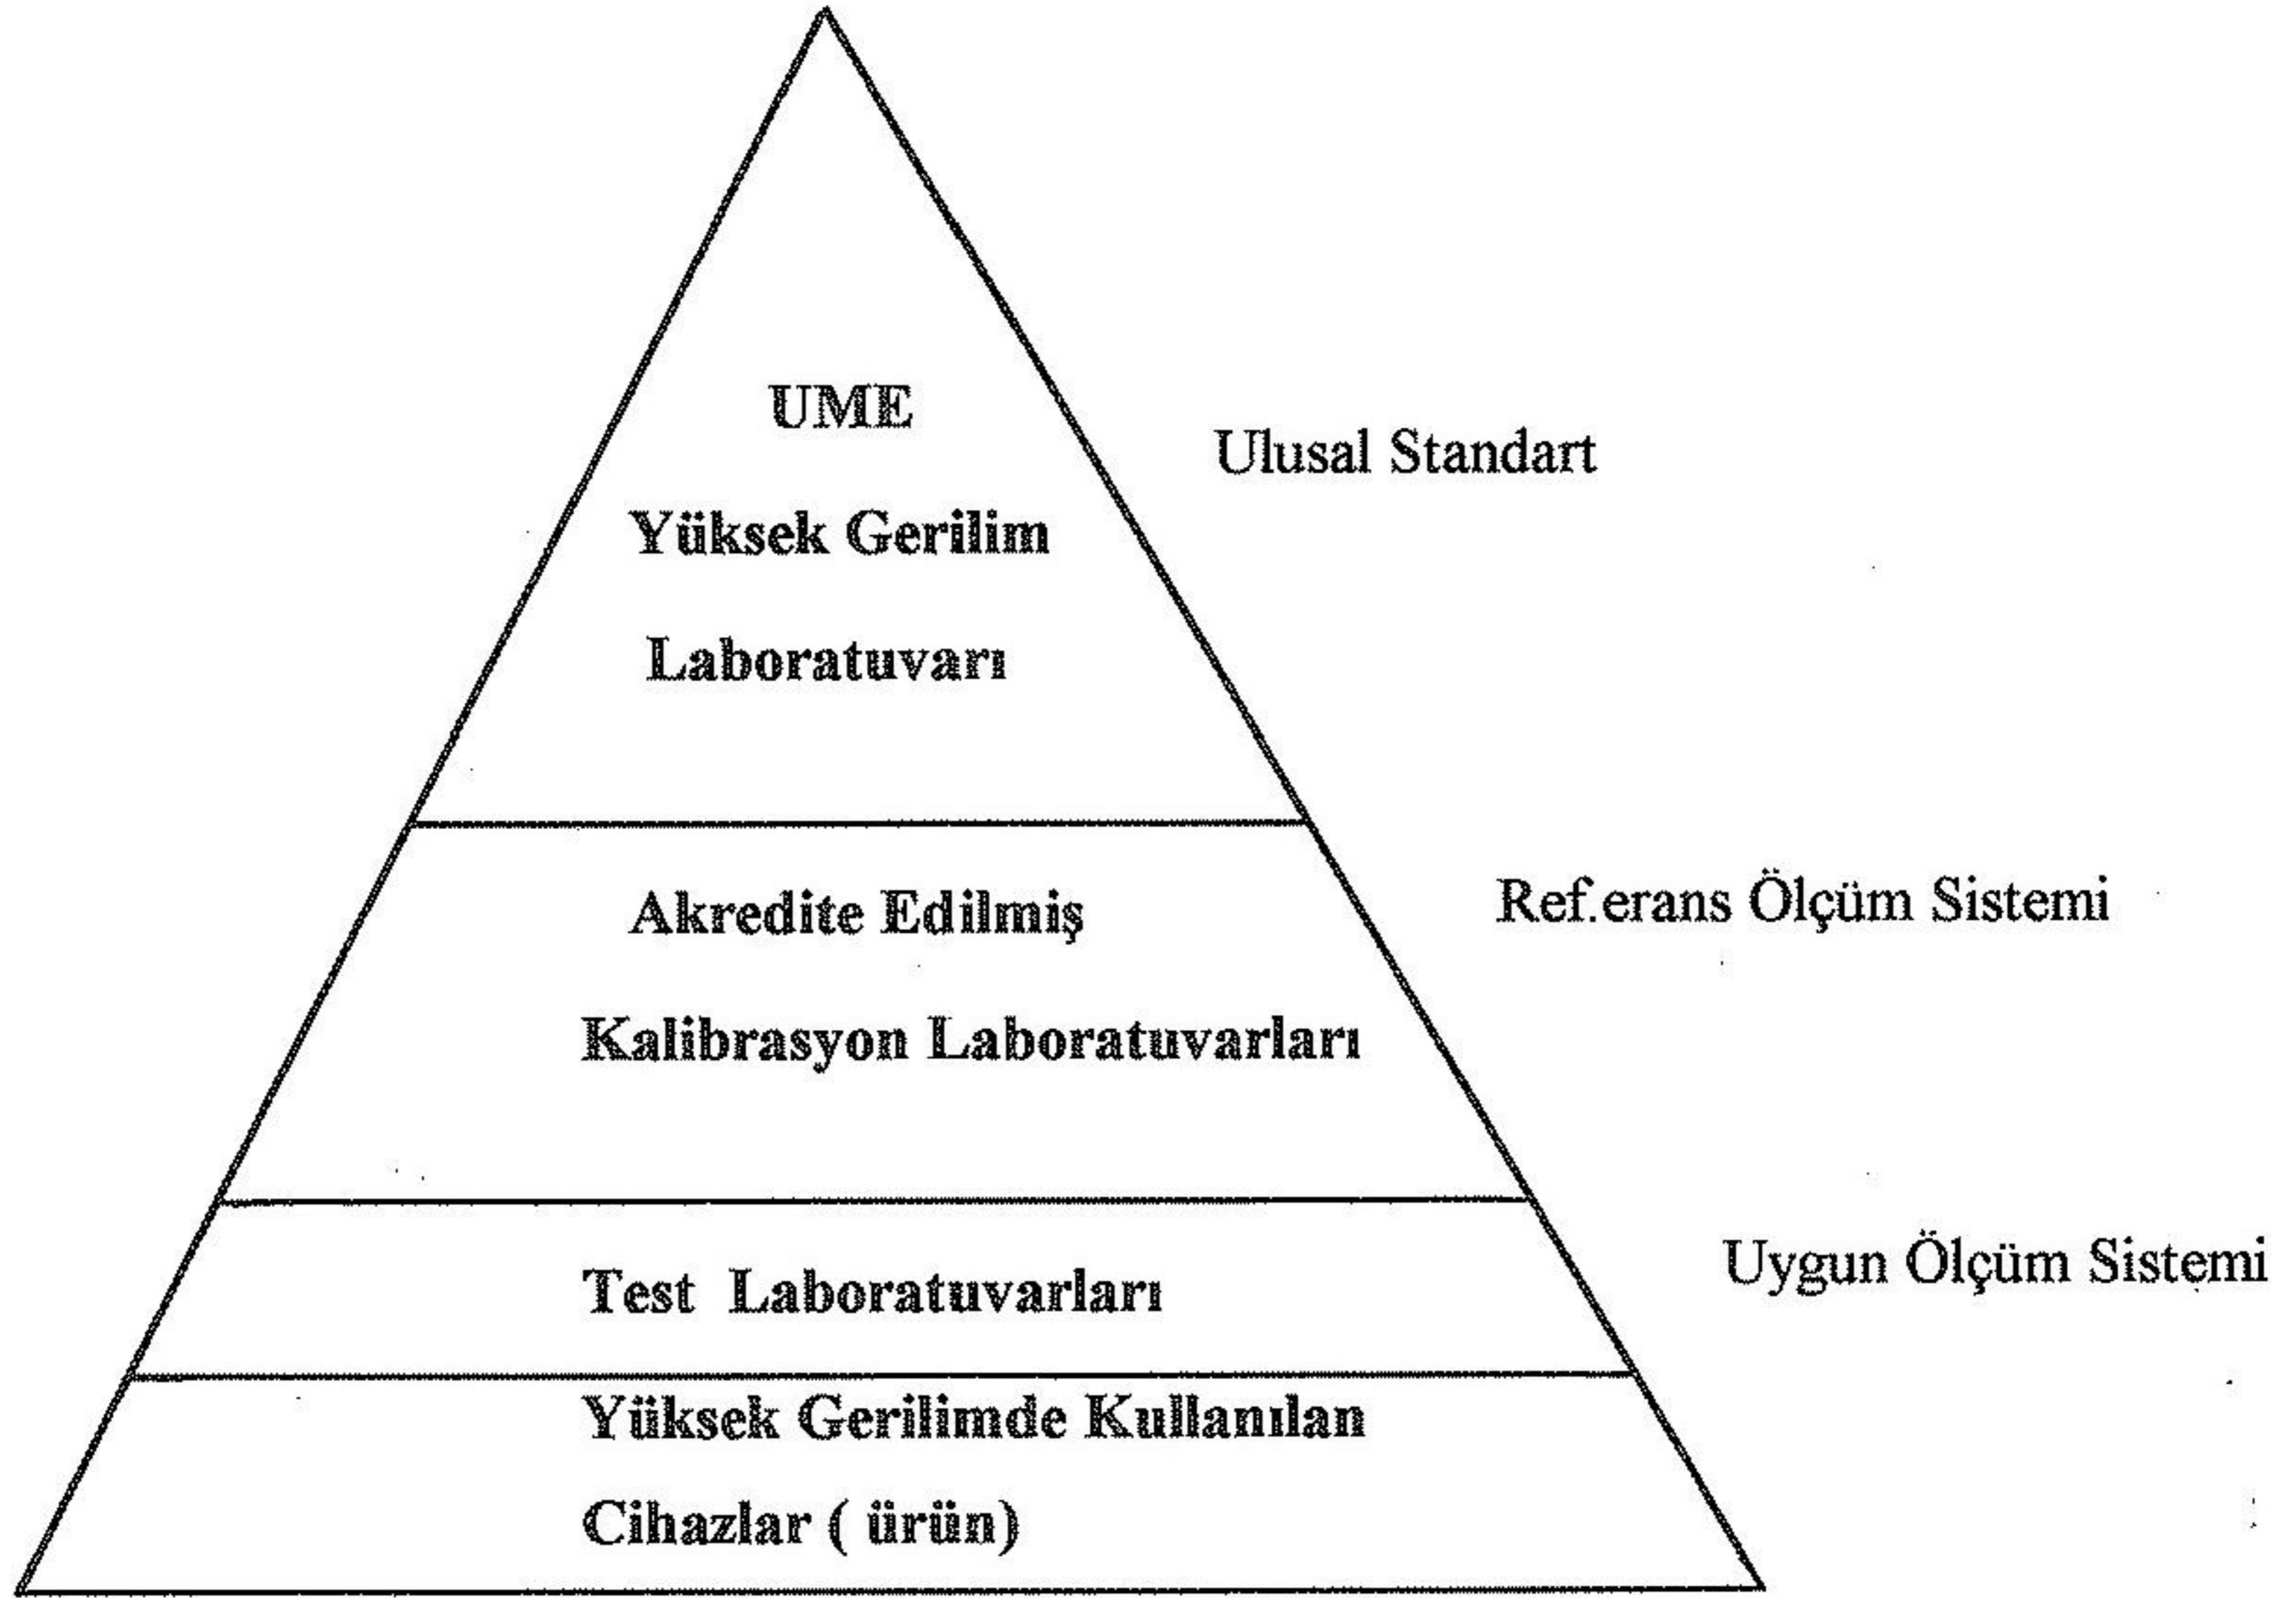 UME
Yüksek Gerilim
Laboratuvarı
Ulusal Standart
Akredite Edilmiş
Kalibrasyon Laboratuvarları
Ref.erans Ölçüm Sistemi
Test Laboratuvarları
Uygun Ölçüm Sistemi
Yüksek Gerilimde Kullanılan
Cihazlar ( ürün)